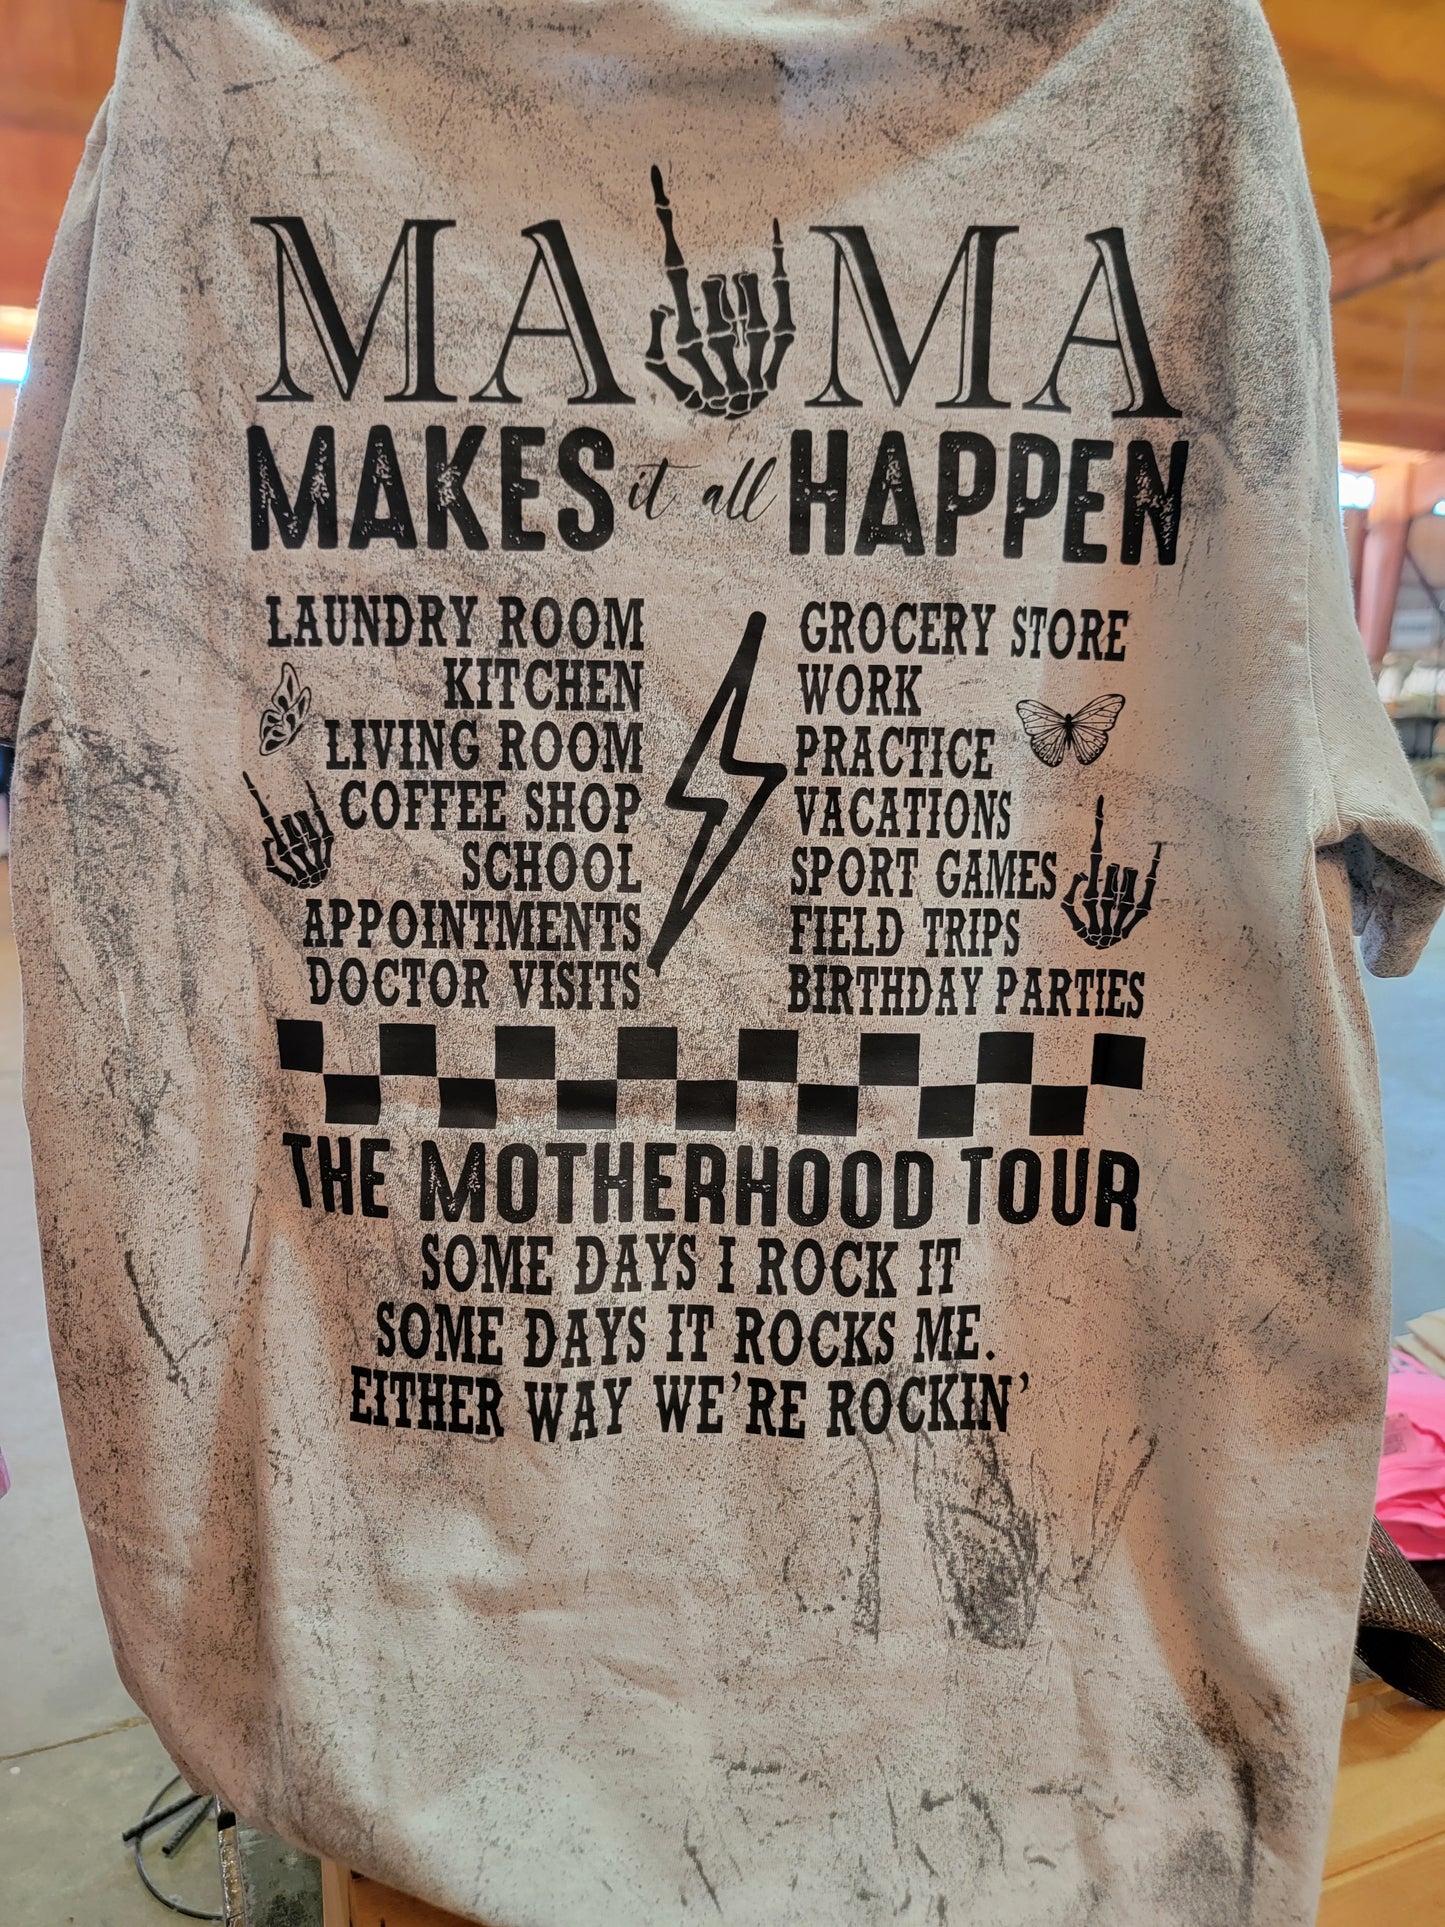 MAMA
MAKES it all HAPPEN
LAUNDRY ROOM
KITCHEN
LIVING ROOM
COFFEE SHOP
SCHOOL
APPOINTMENTS
DOCTOR VISITS
GROCERY STORE
WORK
PRACTICE
VACATIONS
SPORT GAMES
FIELD TRIPS
BIRTHDAY PARTIES
THE MOTHERHOOD TOUR
SOME DAYS I ROCK IT
SOME DAYS IT ROCKS ME.
EITHER WAY WE'RE ROCKIN'